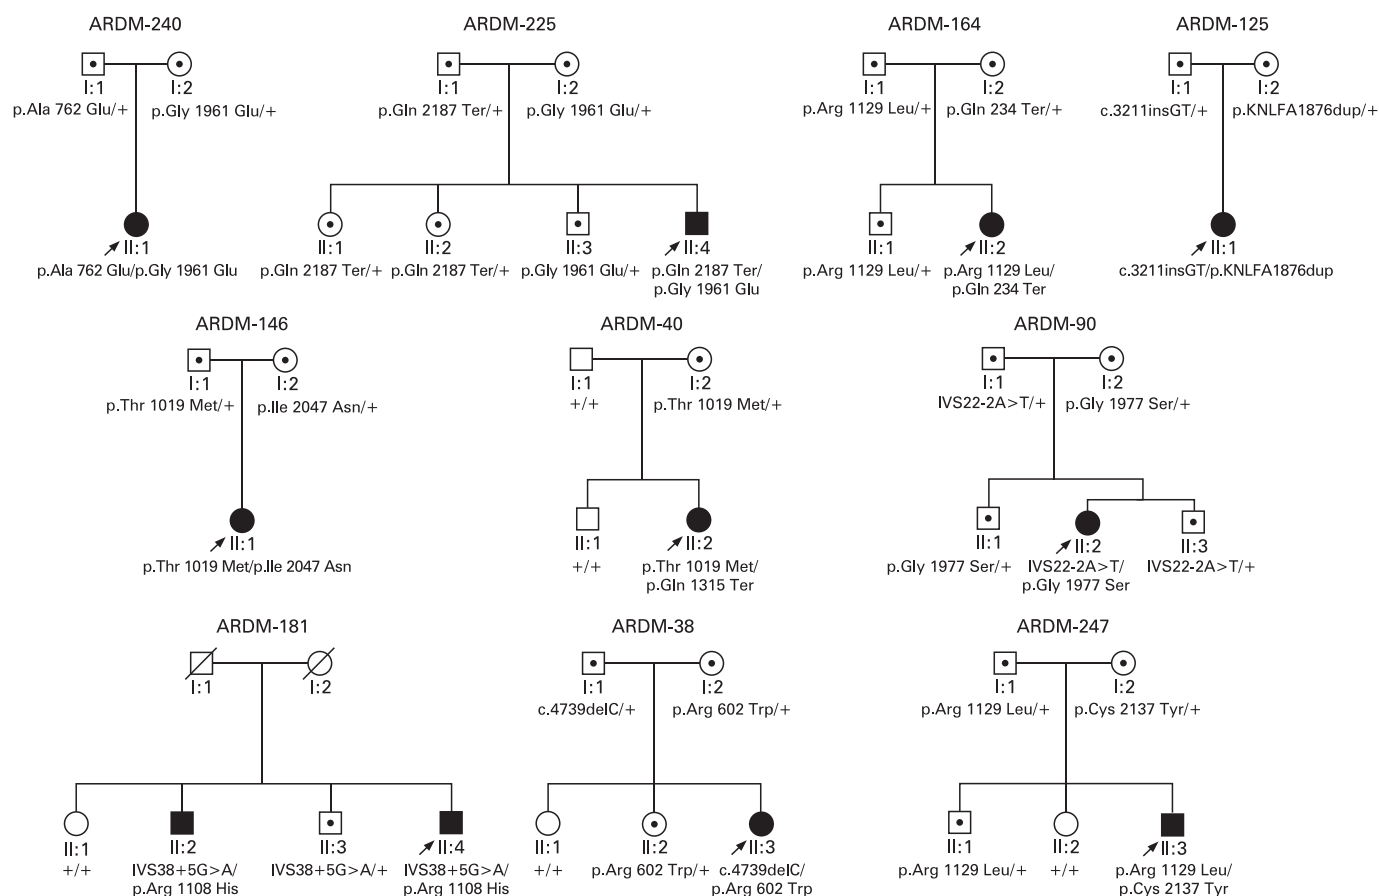 ARDM-240
I:1
I:2
p.Ala 762 Glu/+
p.Gly 1961 Glu/+
II:1
p.Ala 762 Glu/p.Gly 1961 Glu
ARDM-225
I:1
I:2
p.Gln 2187 Ter/+
p.Gly 1961 Glu/+
II:1
II:2
II:3
II:4
p.Gln 2187 Ter/+
p.Gln 2187 Ter/+
p.Gly 1961 Glu/+
p.Gln 2187 Ter/
p.Gly 1961 Glu
ARDM-164
I:1
I:2
p.Arg 1129 Leu/+
p.Gln 234 Ter/+
II:1
II:2
p.Arg 1129 Leu/+
p.Arg 1129 Leu/
p.Gln 234 Ter
ARDM-125
I:1
I:2
c.3211insGT/+
p.KNLFA1876dup/+
II:1
c.3211insGT/p.KNLFA1876dup
ARDM-146
I:1
I:2
p.Thr 1019 Met/+
p.Ile 2047 Asn/+
II:1
p.Thr 1019 Met/p.Ile 2047 Asn
ARDM-40
I:1
I:2
+/+
p.Thr 1019 Met/+
II:1
II:2
+/+
p.Thr 1019 Met/
p.Gln 1315 Ter
ARDM-90
I:1
I:2
IVS22-2A>T/+
p.Gly 1977 Ser/+
II:1
II:2
II:3
p.Gly 1977 Ser/+
IVS22-2A>T/
p.Gly 1977 Ser
IVS22-2A>T/+
ARDM-181
I:1
I:2
II:1
II:2
II:3
II:4
+/+
IVS38+5G>A/
p.Arg 1108 His
IVS38+5G>A/+
IVS38+5G>A/
p.Arg 1108 His
ARDM-38
I:1
I:2
c.4739delC/+
p.Arg 602 Trp/+
II:1
II:2
II:3
+/+
p.Arg 602 Trp/+
c.4739delC/
p.Arg 602 Trp
ARDM-247
I:1
I:2
p.Arg 1129 Leu/+
p.Cys 2137 Tyr/+
II:1
II:2
II:3
p.Arg 1129 Leu/+
+/+
p.Arg 1129 Leu/
p.Cys 2137 Tyr